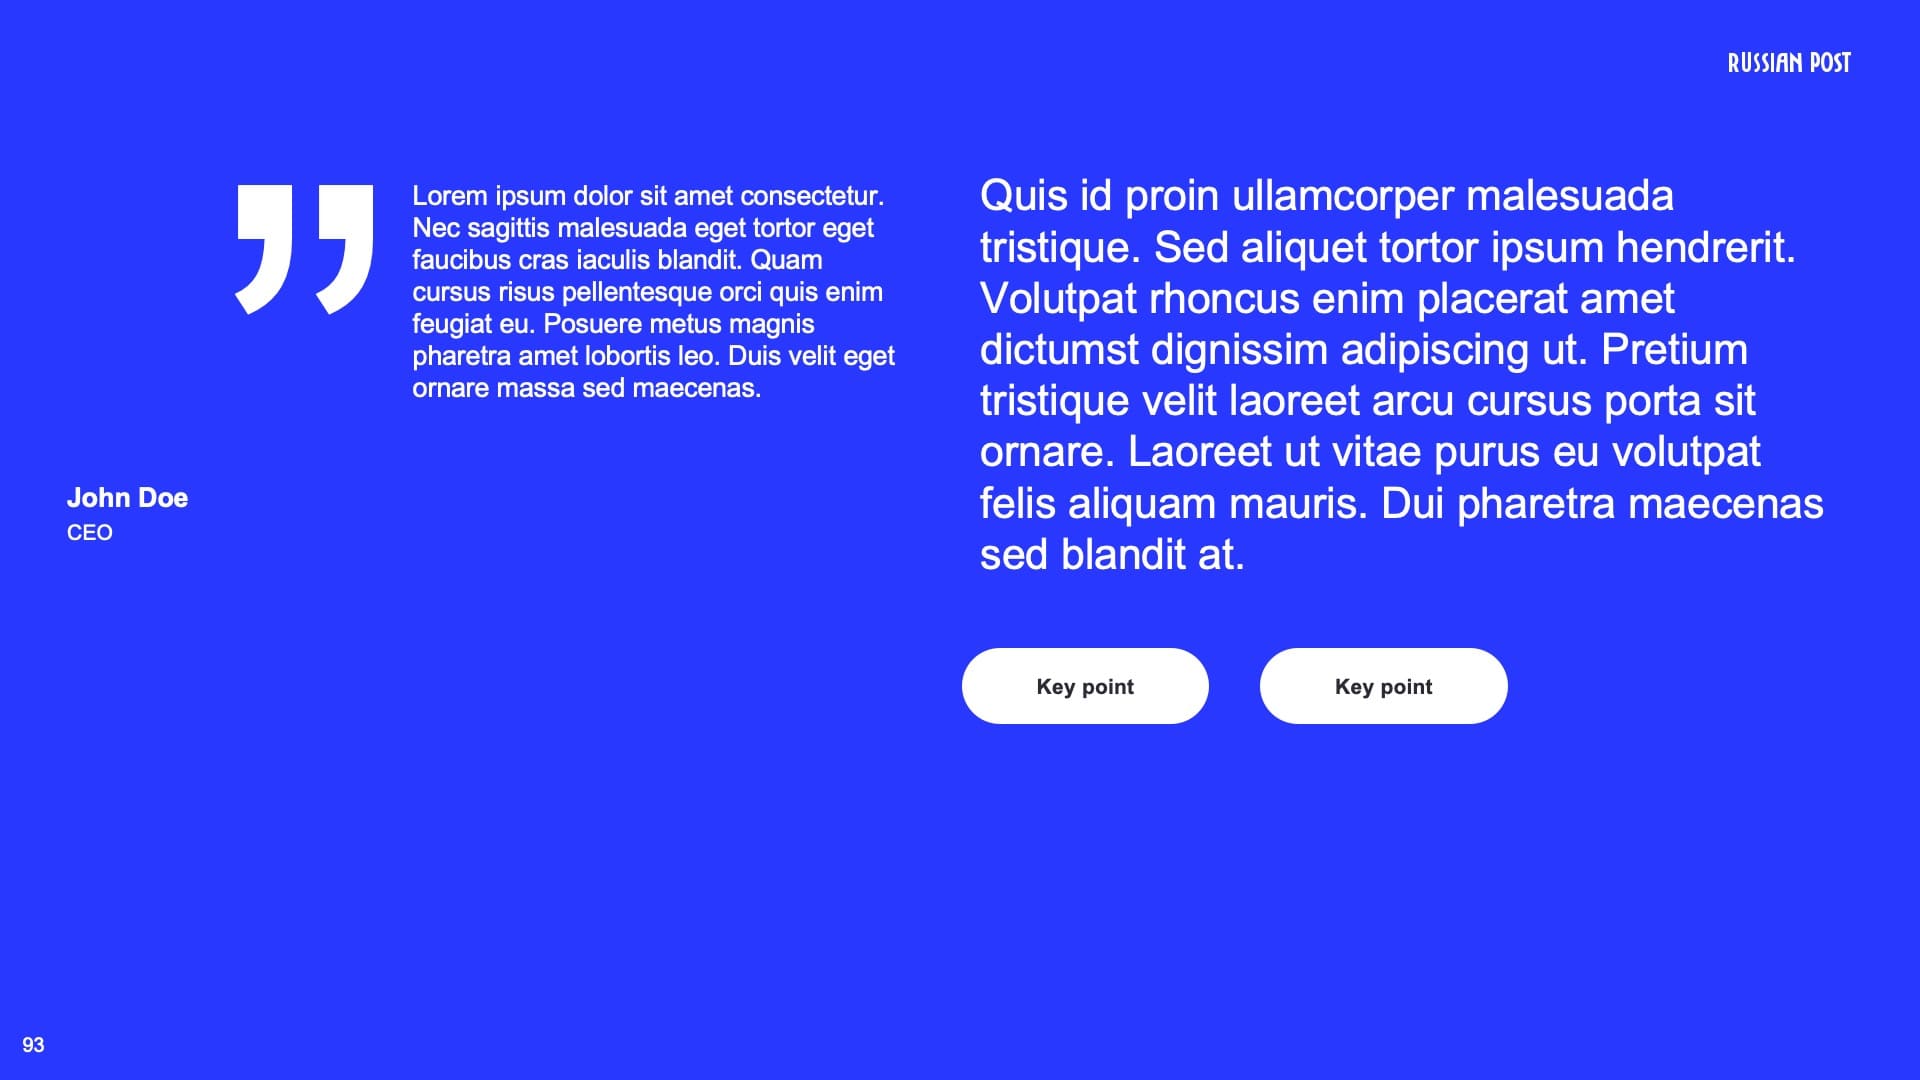 RUSSIAN POST
Lorem ipsum dolor sit amet consectetur.
Nec sagittis malesuada eget tortor eget
faucibus cras iaculis blandit. Quam
cursus risus pellentesque orci quis enim
feugiat eu. Posuere metus magnis
pharetra amet lobortis leo. Duis velit eget
ornare massa sed maecenas.
John Doe
CEO
Quis id proin ullamcorper malesuada
tristique. Sed aliquet tortor ipsum hendrerit.
Volutpat rhoncus enim placerat amet
dictumst dignissim adipiscing ut. Pretium
tristique velit laoreet arcu cursus porta sit
ornare. Laoreet ut vitae purus eu volutpat
felis aliquam mauris. Dui pharetra maecenas
sed blandit at.
Key point
Key point
93